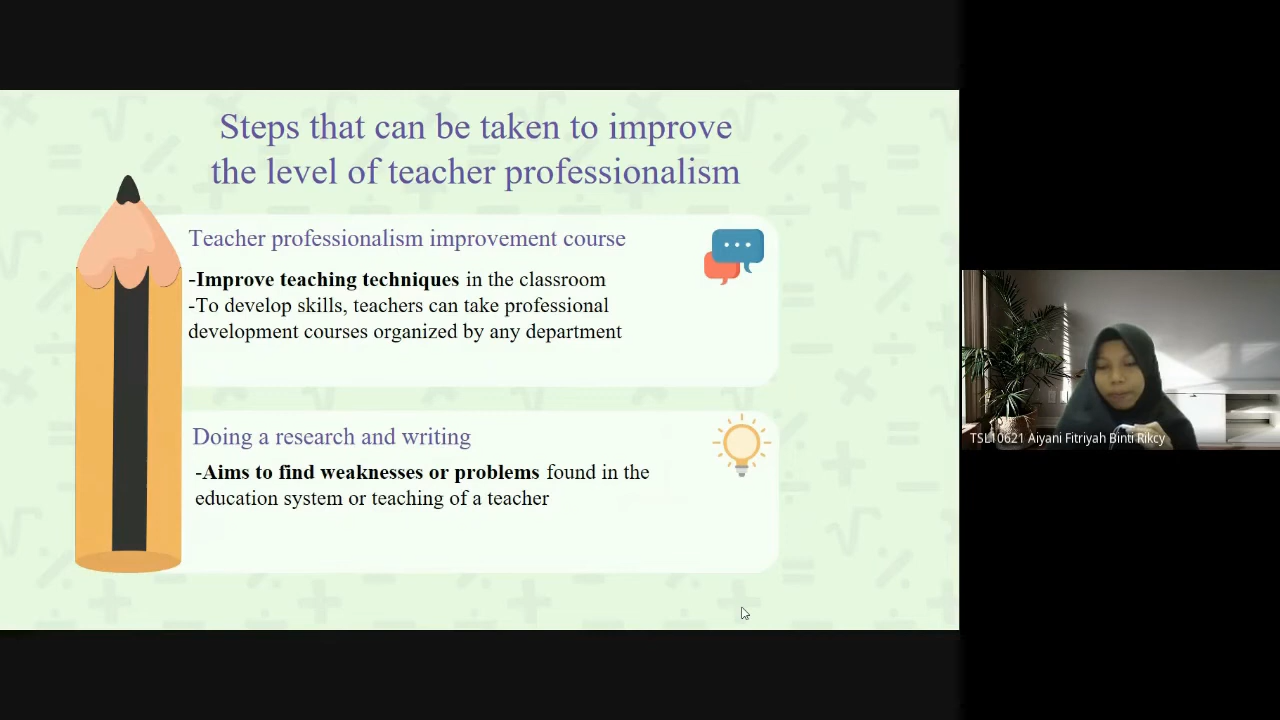 Steps that can be taken to improve
the level of teacher professionalism
Teacher professionalism improvement course
-Improve teaching techniques in the classroom
-To develop skills, teachers can take professional
development courses organized by any department
Doing a research and writing
-Aims to find weaknesses or problems found in the
education system or teaching of a teacher
TSL10621 Aiyani Fitriyah Binti Rikcy